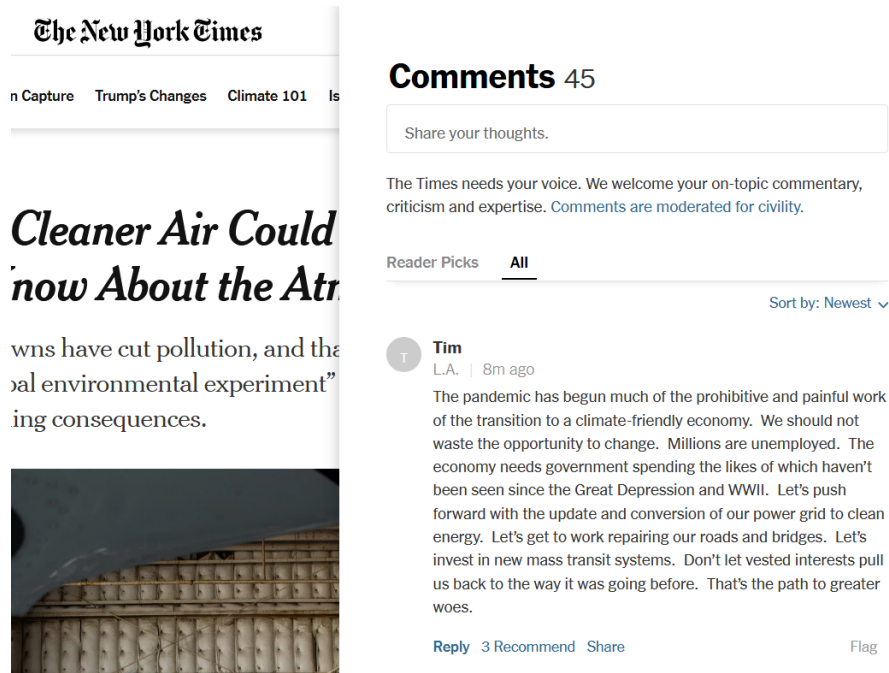 The New York Times
n Capture Trump's Changes Climate 101 Is
Cleaner Air Could
now About the Atm
wns have cut pollution, and tha
bal environmental experiment”
ing consequences.
Comments 45
Share your thoughts.
The Times needs your voice. We welcome your on-topic commentary,
criticism and expertise. Comments are moderated for civility.
Reader Picks All
Sort by: Newest
T
Tim
L.A. | 8m ago
The pandemic has begun much of the prohibitive and painful work
of the transition to a climate-friendly economy. We should not
waste the opportunity to change. Millions are unemployed. The
economy needs government spending the likes of which haven't
been seen since the Great Depression and WWII. Let's push
forward with the update and conversion of our power grid to clean
energy. Let's get to work repairing our roads and bridges. Let's
invest in new mass transit systems. Don't let vested interests pull
us back to the way it was going before. That's the path to greater
woes.
Reply 3 Recommend Share Flag